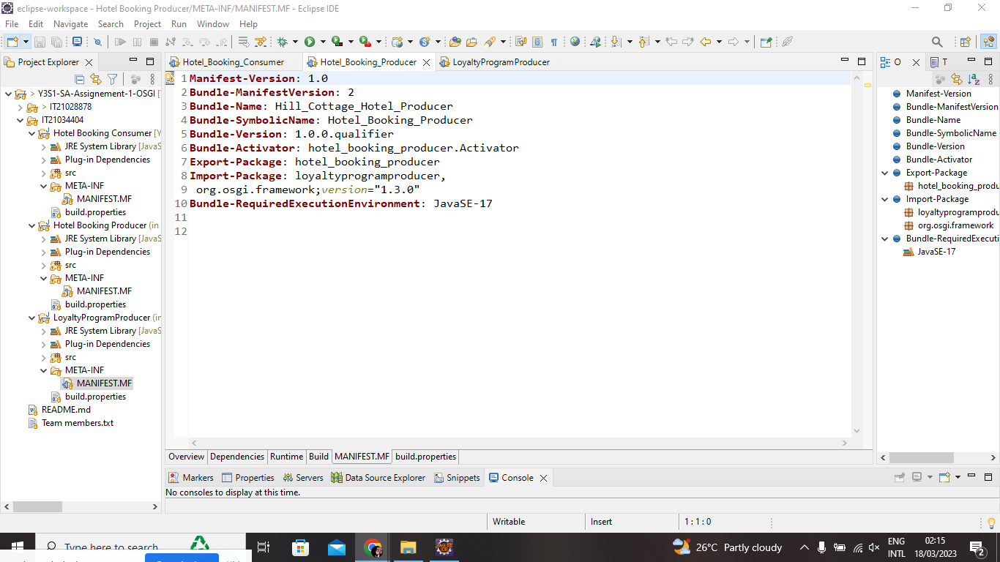 eclipse-workspace - Hotel Booking Producer/META-INF/MANIFEST.MF - Eclipse IDE
File Edit Navigate Search Project Run Window Help
Project Explorer
> Y3S1-SA-Assignement-1-OSGI [
> IT21028878
IT21034404
Hotel Booking Consumer [Y
JRE System Library [JavaS
Plug-in Dependencies
src
META-INF
MANIFEST.MF
build.properties
Hotel Booking Producer (in
JRE System Library [JavaS
Plug-in Dependencies
src
META-INF
MANIFEST.MF
build.properties
LoyaltyProgramProducer (in
JRE System Library [JavaS
Plug-in Dependencies
src
META-INF
MANIFEST.MF
build.properties
README.md
Team members.txt
Hotel_Booking_Consumer Hotel_Booking_Producer LoyaltyProgramProducer
1 Manifest-Version: 1.0
2 Bundle-ManifestVersion: 2
3 Bundle-Name: Hill_Cottage_Hotel_Producer
4 Bundle-SymbolicName: Hotel_Booking_Producer
5 Bundle-Version: 1.0.0.qualifier
6 Bundle-Activator: hotel_booking_producer.Activator
7 Export-Package: hotel_booking_producer
8 Import-Package: loyaltyprogramproducer,
9 org.osgi.framework;version="1.3.0"
10 Bundle-RequiredExecutionEnvironment: JavaSE-17
11
12
Overview Dependencies Runtime Build MANIFEST.MF build.properties
O T
Manifest-Version
Bundle-ManifestVersion
Bundle-Name
Bundle-SymbolicName
Bundle-Version
Bundle-Activator
Export-Package
hotel_booking_produ
Import-Package
loyaltyprogramprodu
org.osgi.framework
Bundle-RequiredExecuti
JavaSE-17
Markers Properties Servers Data Source Explorer Snippets Console
No consoles to display at this time.
Writable Insert 1 : 1 : 0
Type here to search
26°C Partly cloudy
ENG
INTL
02:15
18/03/2023
2